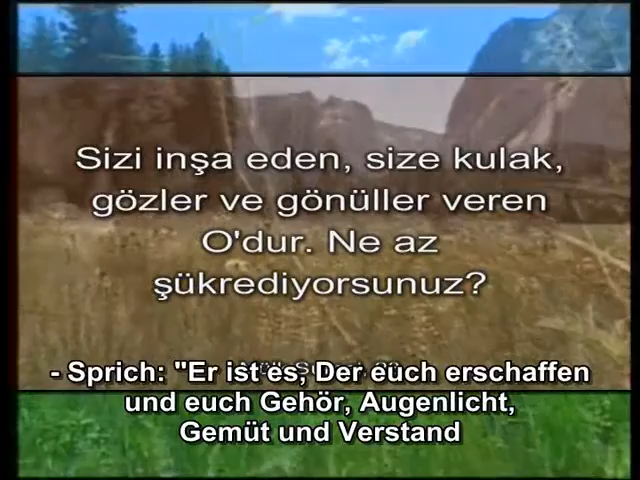 Sizi inşa eden, size kulak,
gözler ve gönüller veren
O'dur. Ne az
şükrediyorsunuz?
- Sprich: "Er ist es, Der euch erschaffen
und euch Gehör, Augenlicht,
Gemüt und Verstand